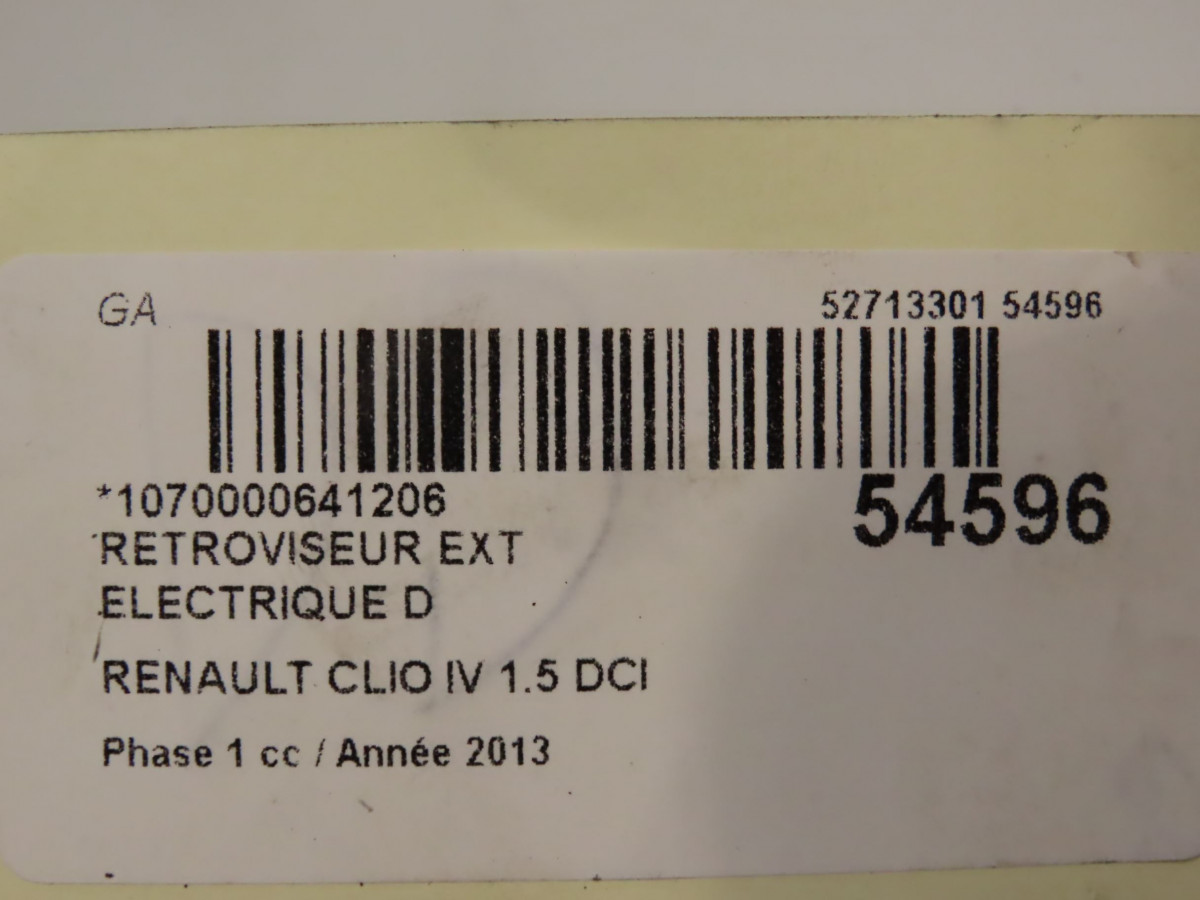 GA
52713301 54596
*1070000641206
54596
RETROVISEUR EXT
ELECTRIQUE D
RENAULT CLIO IV 1.5 DCI
Phase 1 cc / Année 2013